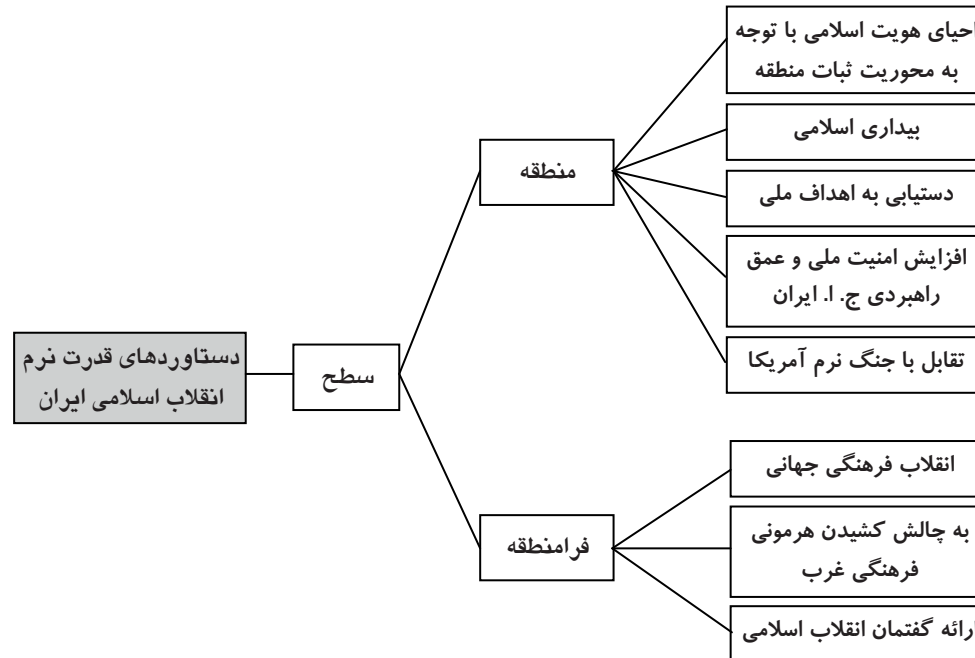 دستاوردهای قدرت نرم
انقلاب اسلامی ایران
سطح
منطقه
احیای هویت اسلامی با توجه
به محوریت ثبات منطقه
بیداری اسلامی
دستیابی به اهداف ملی
افزایش امنیت ملی و عمق
راهبردی ج. ا. ایران
تقابل با جنگ نرم آمریکا
فرامنطقه
انقلاب فرهنگی جهانی
به چالش کشیدن هرمونی
فرهنگی غرب
ارائه گفتمان انقلاب اسلامی